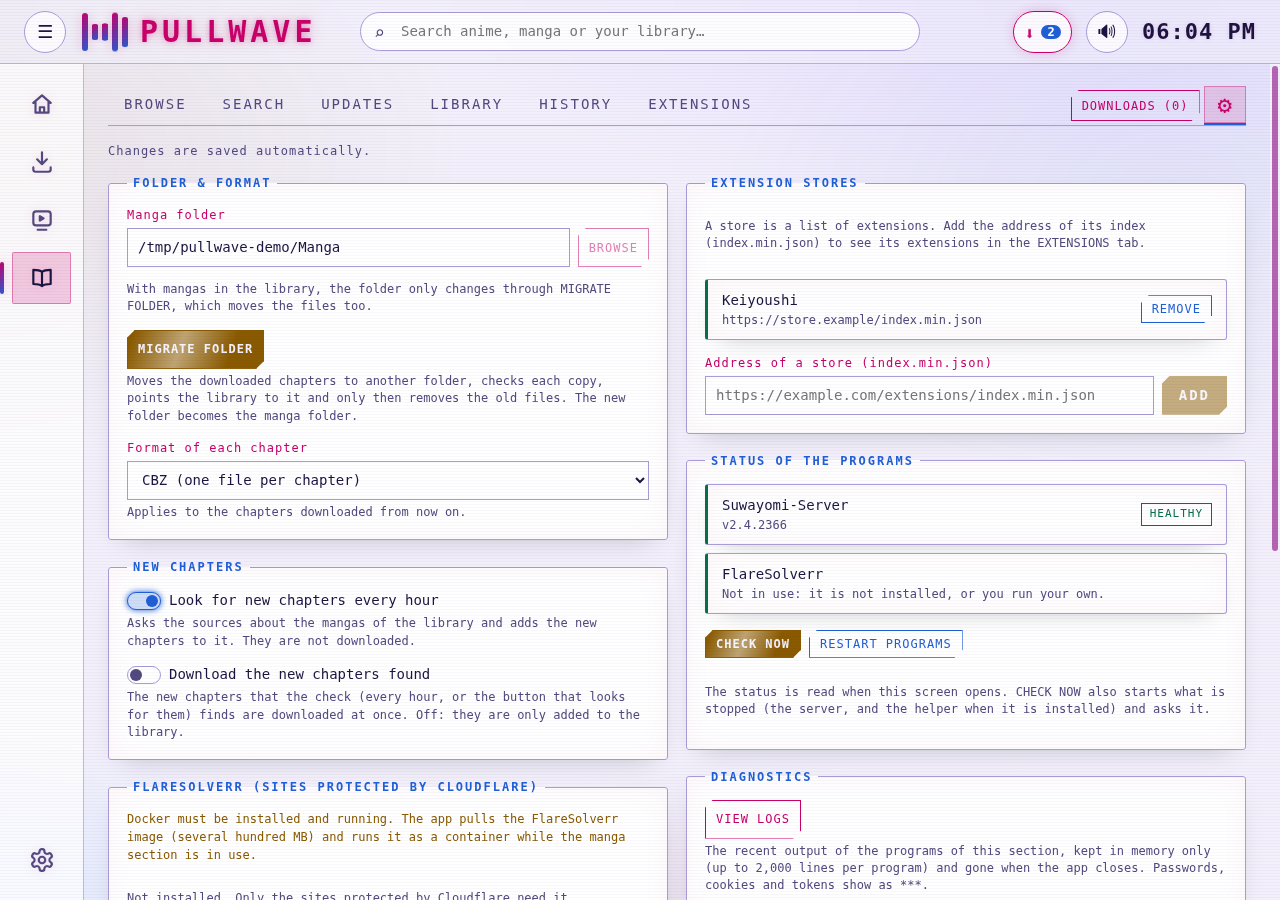 PULLWAVE
Search anime, manga or your library…
2
06:04 PM
BROWSE
SEARCH
UPDATES
LIBRARY
HISTORY
EXTENSIONS
DOWNLOADS (0)
Changes are saved automatically.
FOLDER & FORMAT
Manga folder
/tmp/pullwave-demo/Manga
BROWSE
With mangas in the library, the folder only changes through MIGRATE
FOLDER, which moves the files too.
MIGRATE FOLDER
Moves the downloaded chapters to another folder, checks each copy,
points the library to it and only then removes the old files. The new
folder becomes the manga folder.
Format of each chapter
CBZ (one file per chapter)
Applies to the chapters downloaded from now on.
NEW CHAPTERS
Look for new chapters every hour
Asks the sources about the mangas of the library and adds the new
chapters to it. They are not downloaded.
Download the new chapters found
The new chapters that the check (every hour, or the button that looks
for them) finds are downloaded at once. Off: they are only added to the
library.
FLARESOLVERR (SITES PROTECTED BY CLOUDFLARE)
Docker must be installed and running. The app pulls the FlareSolverr
image (several hundred MB) and runs it as a container while the manga
section is in use.
Not installed. Only the sites protected by Cloudflare need it.
EXTENSION STORES
A store is a list of extensions. Add the address of its index
(index.min.json) to see its extensions in the EXTENSIONS tab.
Keiyoushi
https://store.example/index.min.json
REMOVE
Address of a store (index.min.json)
https://example.com/extensions/index.min.json
ADD
STATUS OF THE PROGRAMS
Suwayomi-Server
v2.4.2366
HEALTHY
FlareSolverr
Not in use: it is not installed, or you run your own.
CHECK NOW
RESTART PROGRAMS
The status is read when this screen opens. CHECK NOW also starts what is
stopped (the server, and the helper when it is installed) and asks it.
DIAGNOSTICS
VIEW LOGS
The recent output of the programs of this section, kept in memory only
(up to 2,000 lines per program) and gone when the app closes. Passwords,
cookies and tokens show as ***.